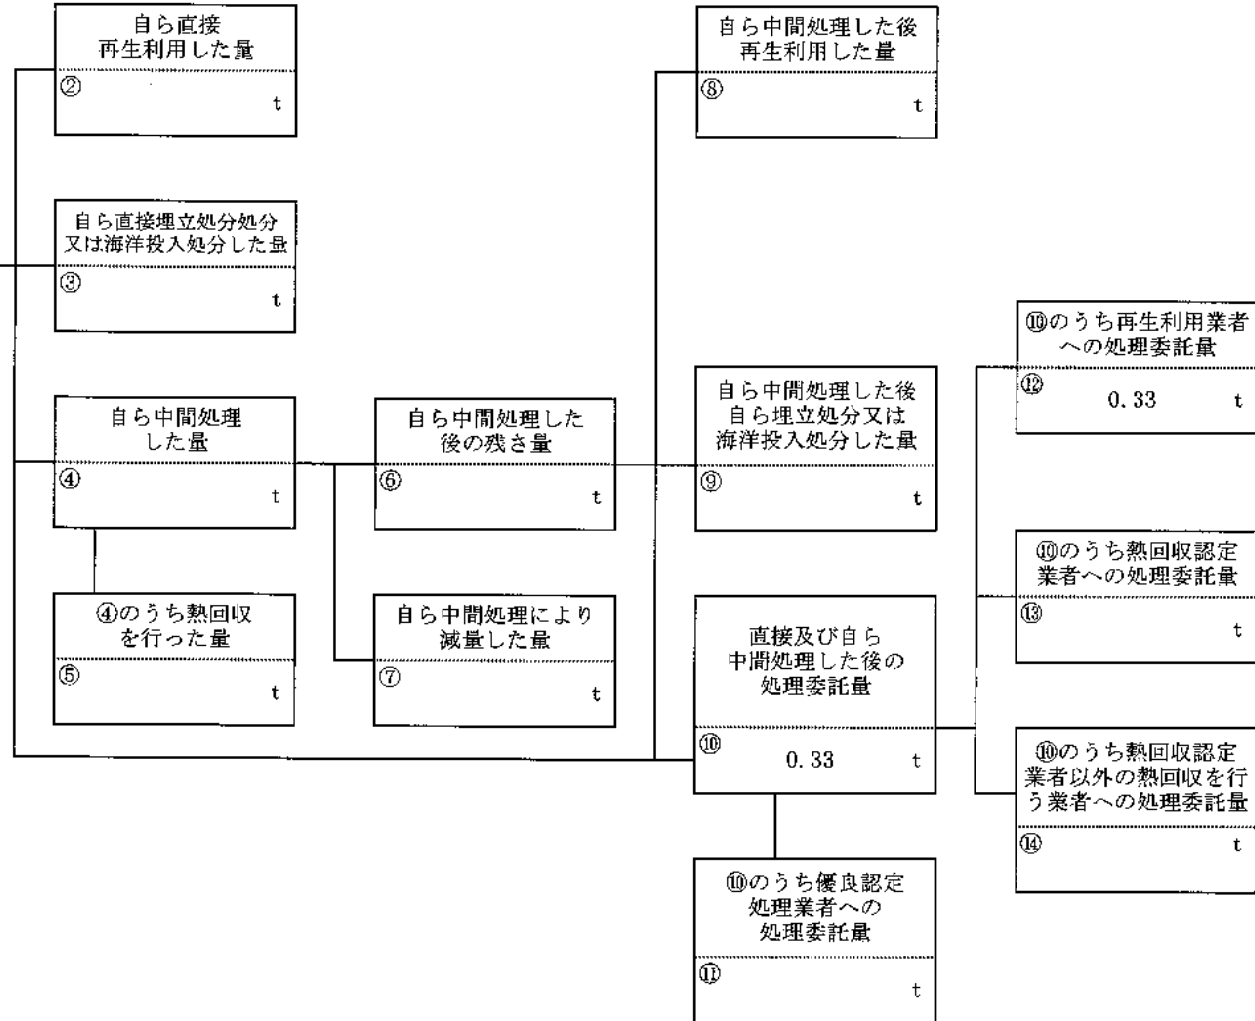 自ら直接
再生利用した量
②
t
自ら中間処理した後
再生利用した量
⑧
t
自ら直接埋立処分処分
又は海洋投入処分した量
③
t
⑩のうち再生利用業者
への処理委託量
⑫
0.33 t
自ら中間処理
した量
④
t
自ら中間処理した
後の残さ量
⑥
t
自ら中間処理した後
自ら埋立処分又は
海洋投入処分した量
⑨
t
⑩のうち熱回収認定
業者への処理委託量
⑬
t
④のうち熱回収
を行った量
⑤
t
自ら中間処理により
減量した量
⑦
t
直接及び自ら
中間処理した後の
処理委託量
⑩
0.33 t
⑩のうち熱回収認定
業者以外の熱回収を行
う業者への処理委託量
⑭
t
⑩のうち優良認定
処理業者への
処理委託量
⑪
t